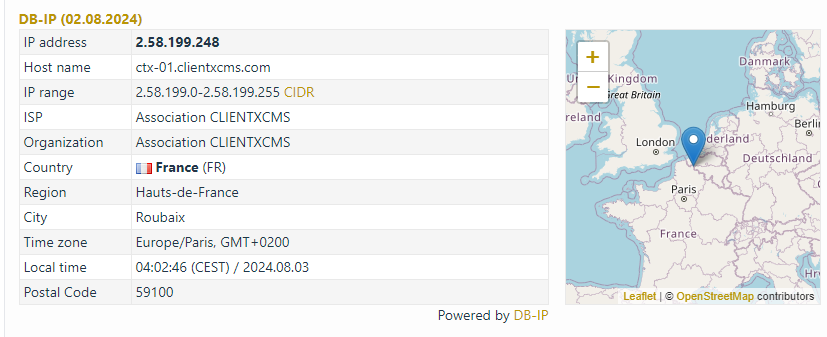 DB-IP (02.08.2024)
IP address 2.58.199.248
Host name ctx-01.clientxcms.com
IP range 2.58.199.0-2.58.199.255 CIDR
ISP Association CLIENTXCMS
Organization Association CLIENTXCMS
Country France (FR)
Region Hauts-de-France
City Roubaix
Time zone Europe/Paris, GMT+0200
Local time 04:02:46 (CEST) / 2024.08.03
Postal Code 59100
Powered by DB-IP
+
−
Danmark
Kingdom
Great Britain
Hamburg
reland
Berlin
London
derland
Deutschland
Paris
France
Leaflet | © OpenStreetMap contributors